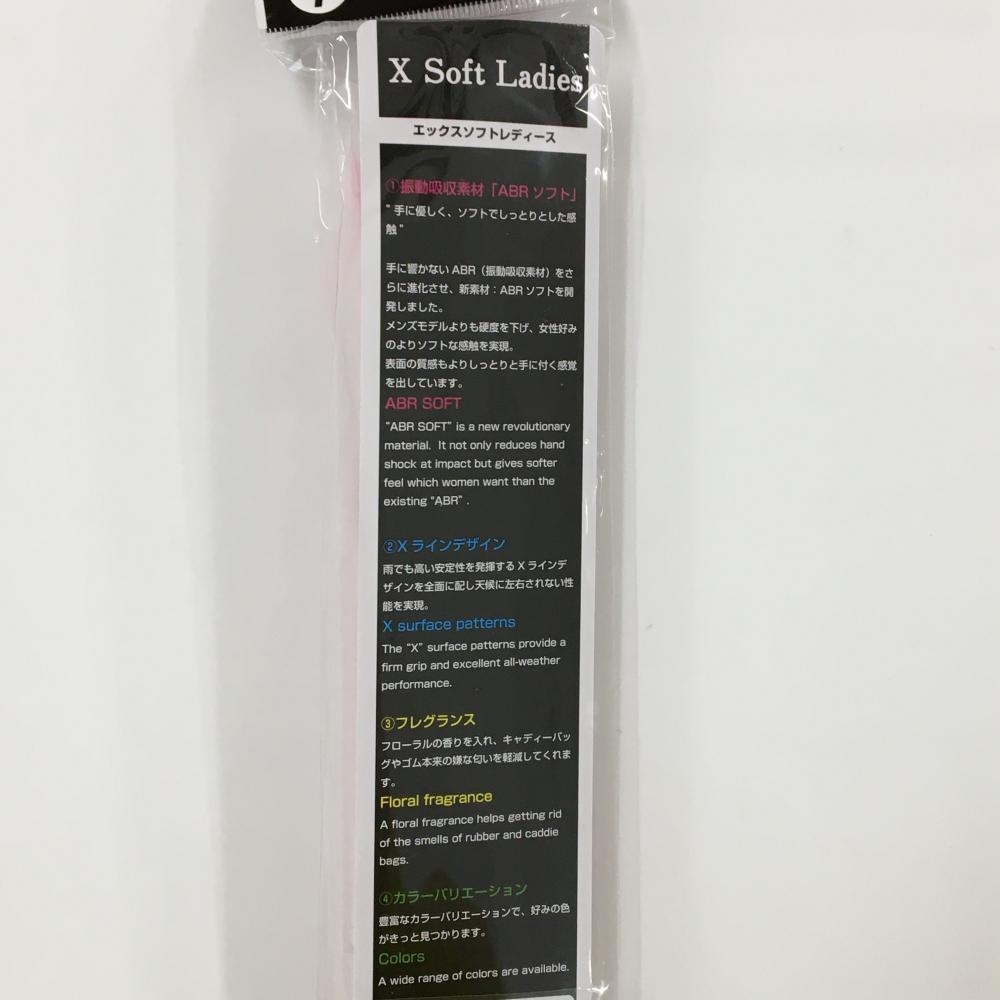 X Soft Ladies
エックスソフトレディース
①振動吸収素材「ABR ソフト」
" 手に優しく、ソフトでしっとりとした感
触 "
手に響かない ABR（振動吸収素材）をさ
らに進化させ、新素材：ABR ソフトを開
発しました。
メンズモデルよりも硬度を下げ、女性好み
のよりソフトな感触を実現。
表面の質感もよりしっとりと手に付く感覚
を出しています。
ABR SOFT
"ABR SOFT" is a new revolutionary
material. It not only reduces hand
shock at impact but gives softer
feel which women want than the
existing "ABR" .
②X ラインデザイン
雨でも高い安定性を発揮する X ラインデ
ザインを全面に配し天候に左右されない性
能を実現。
X surface patterns
The "X" surface patterns provide a
firm grip and excellent all-weather
performance.
③フレグランス
フローラルの香りを入れ、キャディーバッ
グやゴム本来の嫌な匂いを軽減してくれま
す。
Floral fragrance
A floral fragrance helps getting rid
of the smells of rubber and caddie
bags.
④カラーバリエーション
豊富なカラーバリエーションで、好みの色
がきっと見つかります。
Colors
A wide range of colors are available.